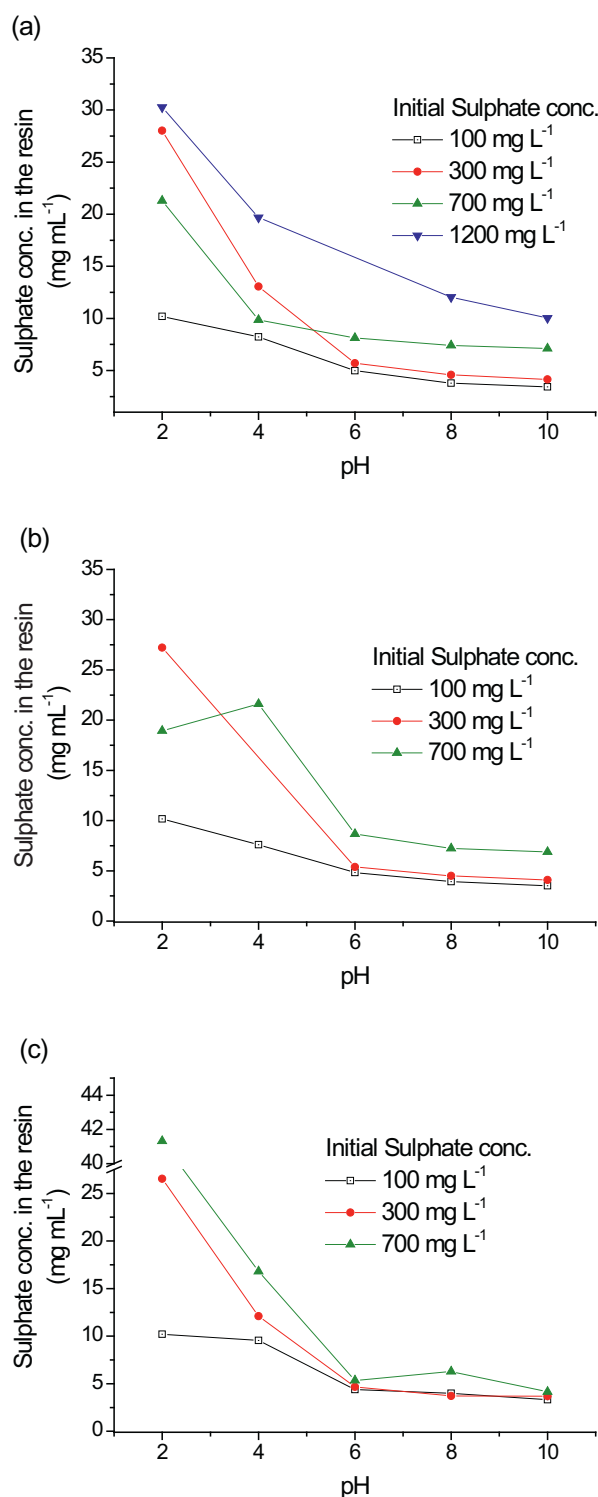 (a)
35
30
25
20
15
10
5
Sulphate conc. in the resin
(mg mL⁻¹)
Initial Sulphate conc.
100 mg L⁻¹
300 mg L⁻¹
700 mg L⁻¹
1200 mg L⁻¹
2 4 6 8 10
pH
(b)
35
30
25
20
15
10
5
0
Sulphate conc. in the resin
(mg mL⁻¹)
Initial Sulphate conc.
100 mg L⁻¹
300 mg L⁻¹
700 mg L⁻¹
2 4 6 8 10
pH
(c)
44
42
40
25
20
15
10
5
0
Sulphate conc. in the resin
(mg mL⁻¹)
Initial Sulphate conc.
100 mg L⁻¹
300 mg L⁻¹
700 mg L⁻¹
2 4 6 8 10
pH